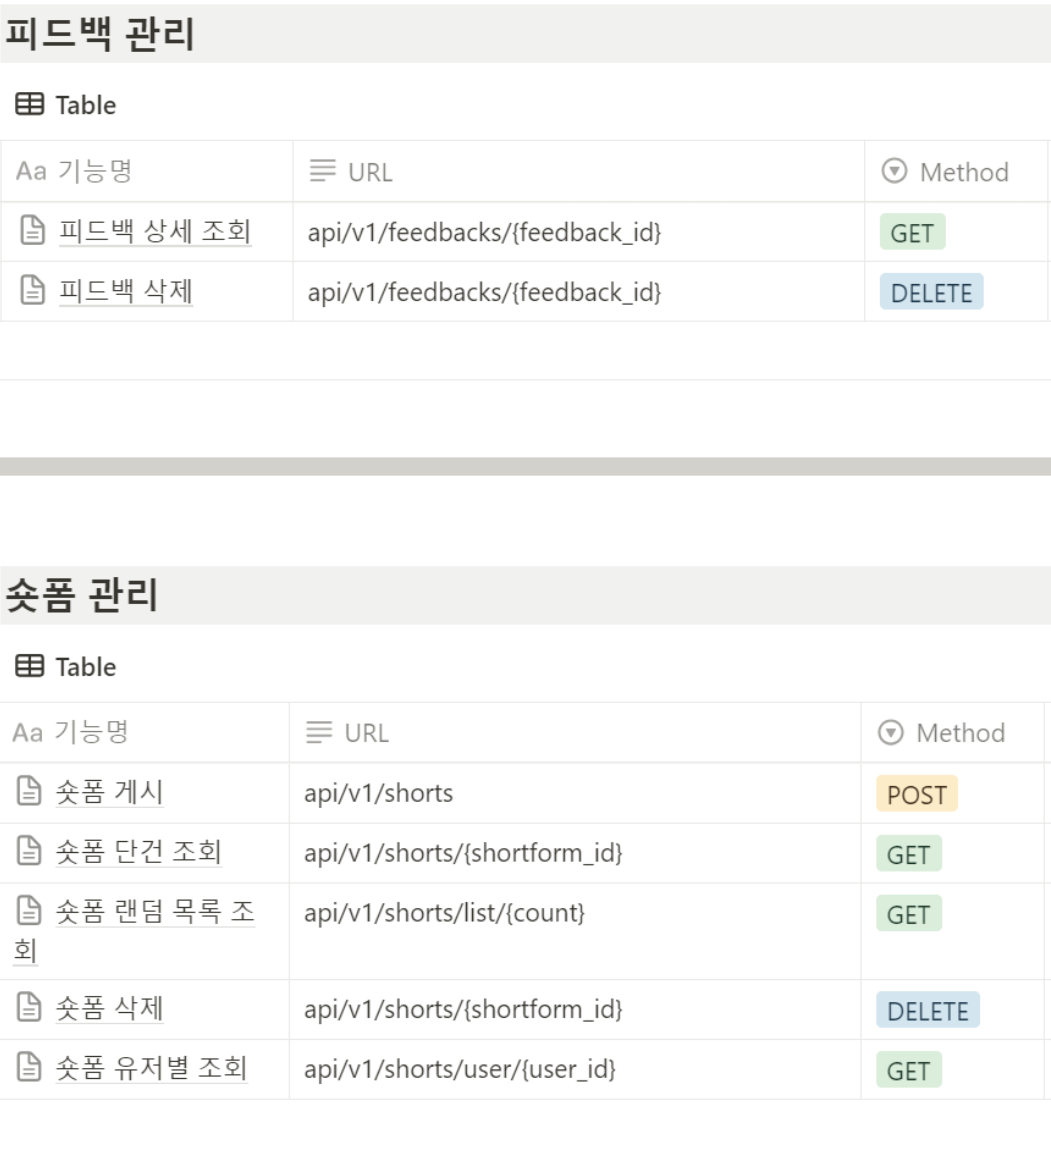 피드백 관리
Table
Aa 기능명 URL Method
피드백 상세 조회 api/v1/feedbacks/{feedback_id} GET
피드백 삭제 api/v1/feedbacks/{feedback_id} DELETE
숏폼 관리
Table
Aa 기능명 URL Method
숏폼 게시 api/v1/shorts POST
숏폼 단건 조회 api/v1/shorts/{shortform_id} GET
숏폼 랜덤 목록 조 api/v1/shorts/list/{count} GET
회
숏폼 삭제 api/v1/shorts/{shortform_id} DELETE
숏폼 유저별 조회 api/v1/shorts/user/{user_id} GET